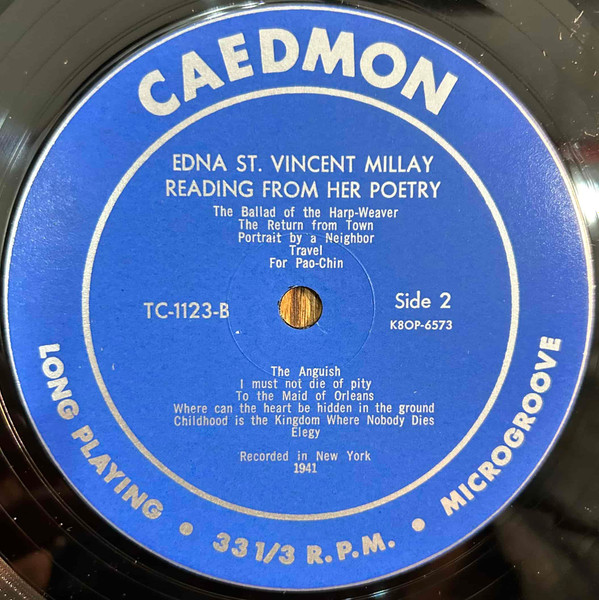 CAEDMON
EDNA ST. VINCENT MILLAY
READING FROM HER POETRY
The Ballad of the Harp-Weaver
The Return from Town
Portrait by a Neighbor
Travel
For Pao-Chin
TC-1123-B
Side 2
K8OP-6573
The Anguish
I must not die of pity
To the Maid of Orleans
Where can the heart be hidden in the ground
Childhood is the Kingdom Where Nobody Dies
Elegy
Recorded in New York
1941
LONG PLAYING • 33 1/3 R.P.M. • MICROGROOVE